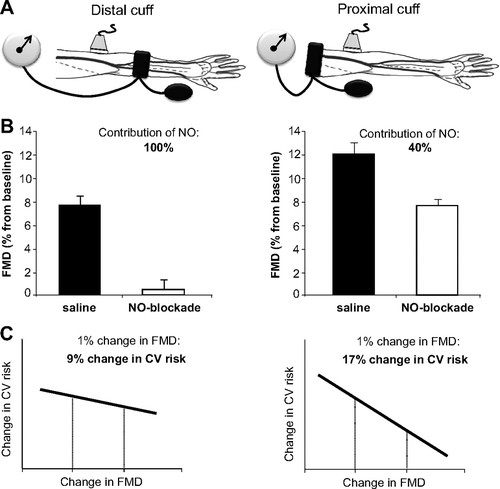 A
Distal cuff
Proximal cuff
B
Contribution of NO:
100%
FMD (% from baseline)
14
12
10
8
6
4
2
0
saline
NO-blockade
Contribution of NO:
40%
FMD (% from baseline)
14
12
10
8
6
4
2
0
saline
NO-blockade
C
1% change in FMD:
9% change in CV risk
Change in CV risk
Change in FMD
1% change in FMD:
17% change in CV risk
Change in CV risk
Change in FMD